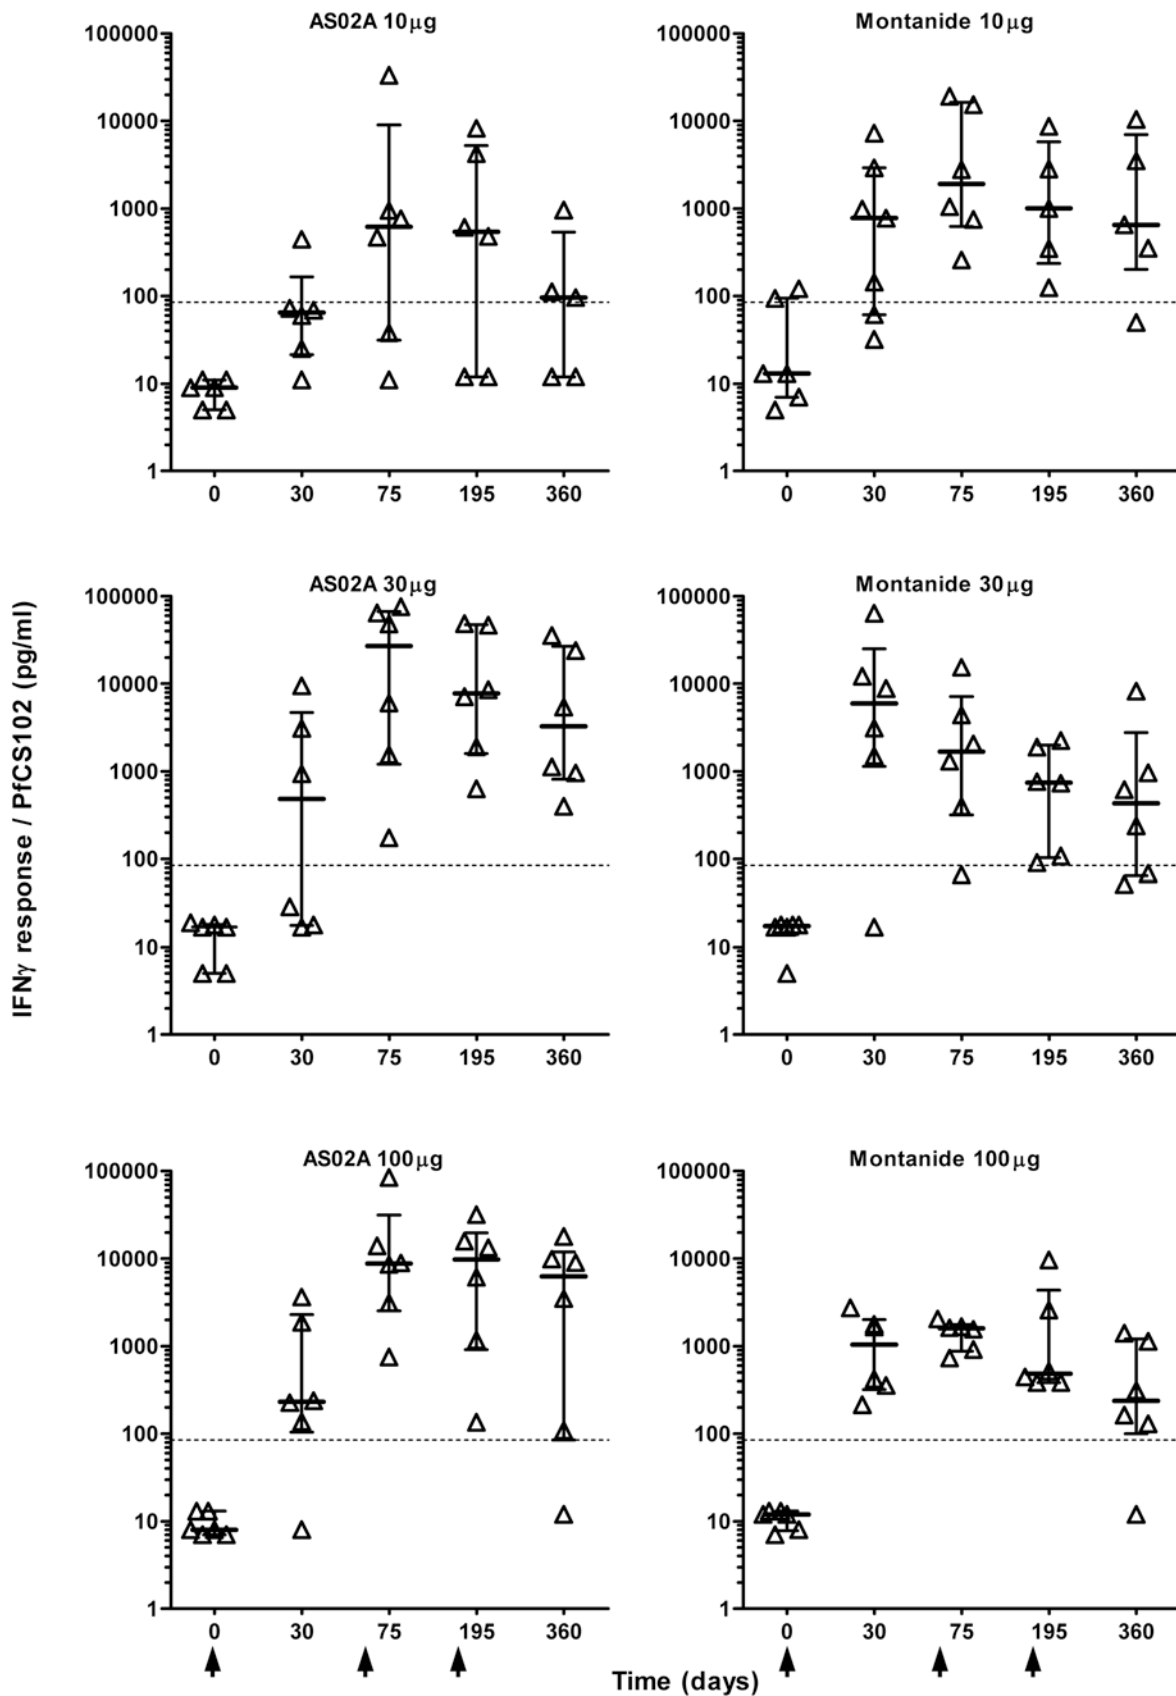 AS02A 10µg
Montanide 10µg
100000
10000
1000
100
10
1
0 30 75 195 360
100000
10000
1000
100
10
1
0 30 75 195 360
IFNγ response / PfCS102 (pg/ml)
AS02A 30µg
Montanide 30µg
100000
10000
1000
100
10
1
0 30 75 195 360
100000
10000
1000
100
10
1
0 30 75 195 360
AS02A 100µg
Montanide 100µg
100000
10000
1000
100
10
1
0 30 75 195 360
100000
10000
1000
100
10
1
0 30 75 195 360
Time (days)